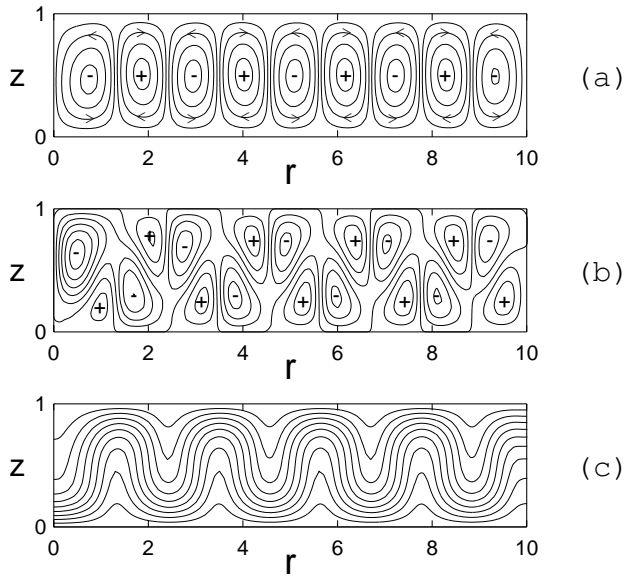 1
z
0
- + - + - + - + -
(a)
0 2 4 6 8 10
r
1
z
0
- + - + - + - + -
+ - + - + - + - +
(b)
0 2 4 6 8 10
r
1
z
0
(c)
0 2 4 6 8 10
r